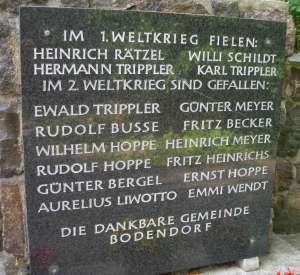 IM 1. WELTKRIEG FIELEN:
HEINRICH RÄTZEL WILLI SCHILDT
HERMANN TRIPPLER KARL TRIPPLER
IM 2. WELTKRIEG SIND GEFALLEN:
EWALD TRIPPLER GÜNTER MEYER
RUDOLF BUSSE FRITZ BECKER
WILHELM HOPPE HEINRICH MEYER
RUDOLF HOPPE FRITZ HEINRICHS
GÜNTER BERGEL ERNST HOPPE
AURELIUS LIWOTTO EMMI WENDT
DIE DANKBARE GEMEINDE
BODENDORF